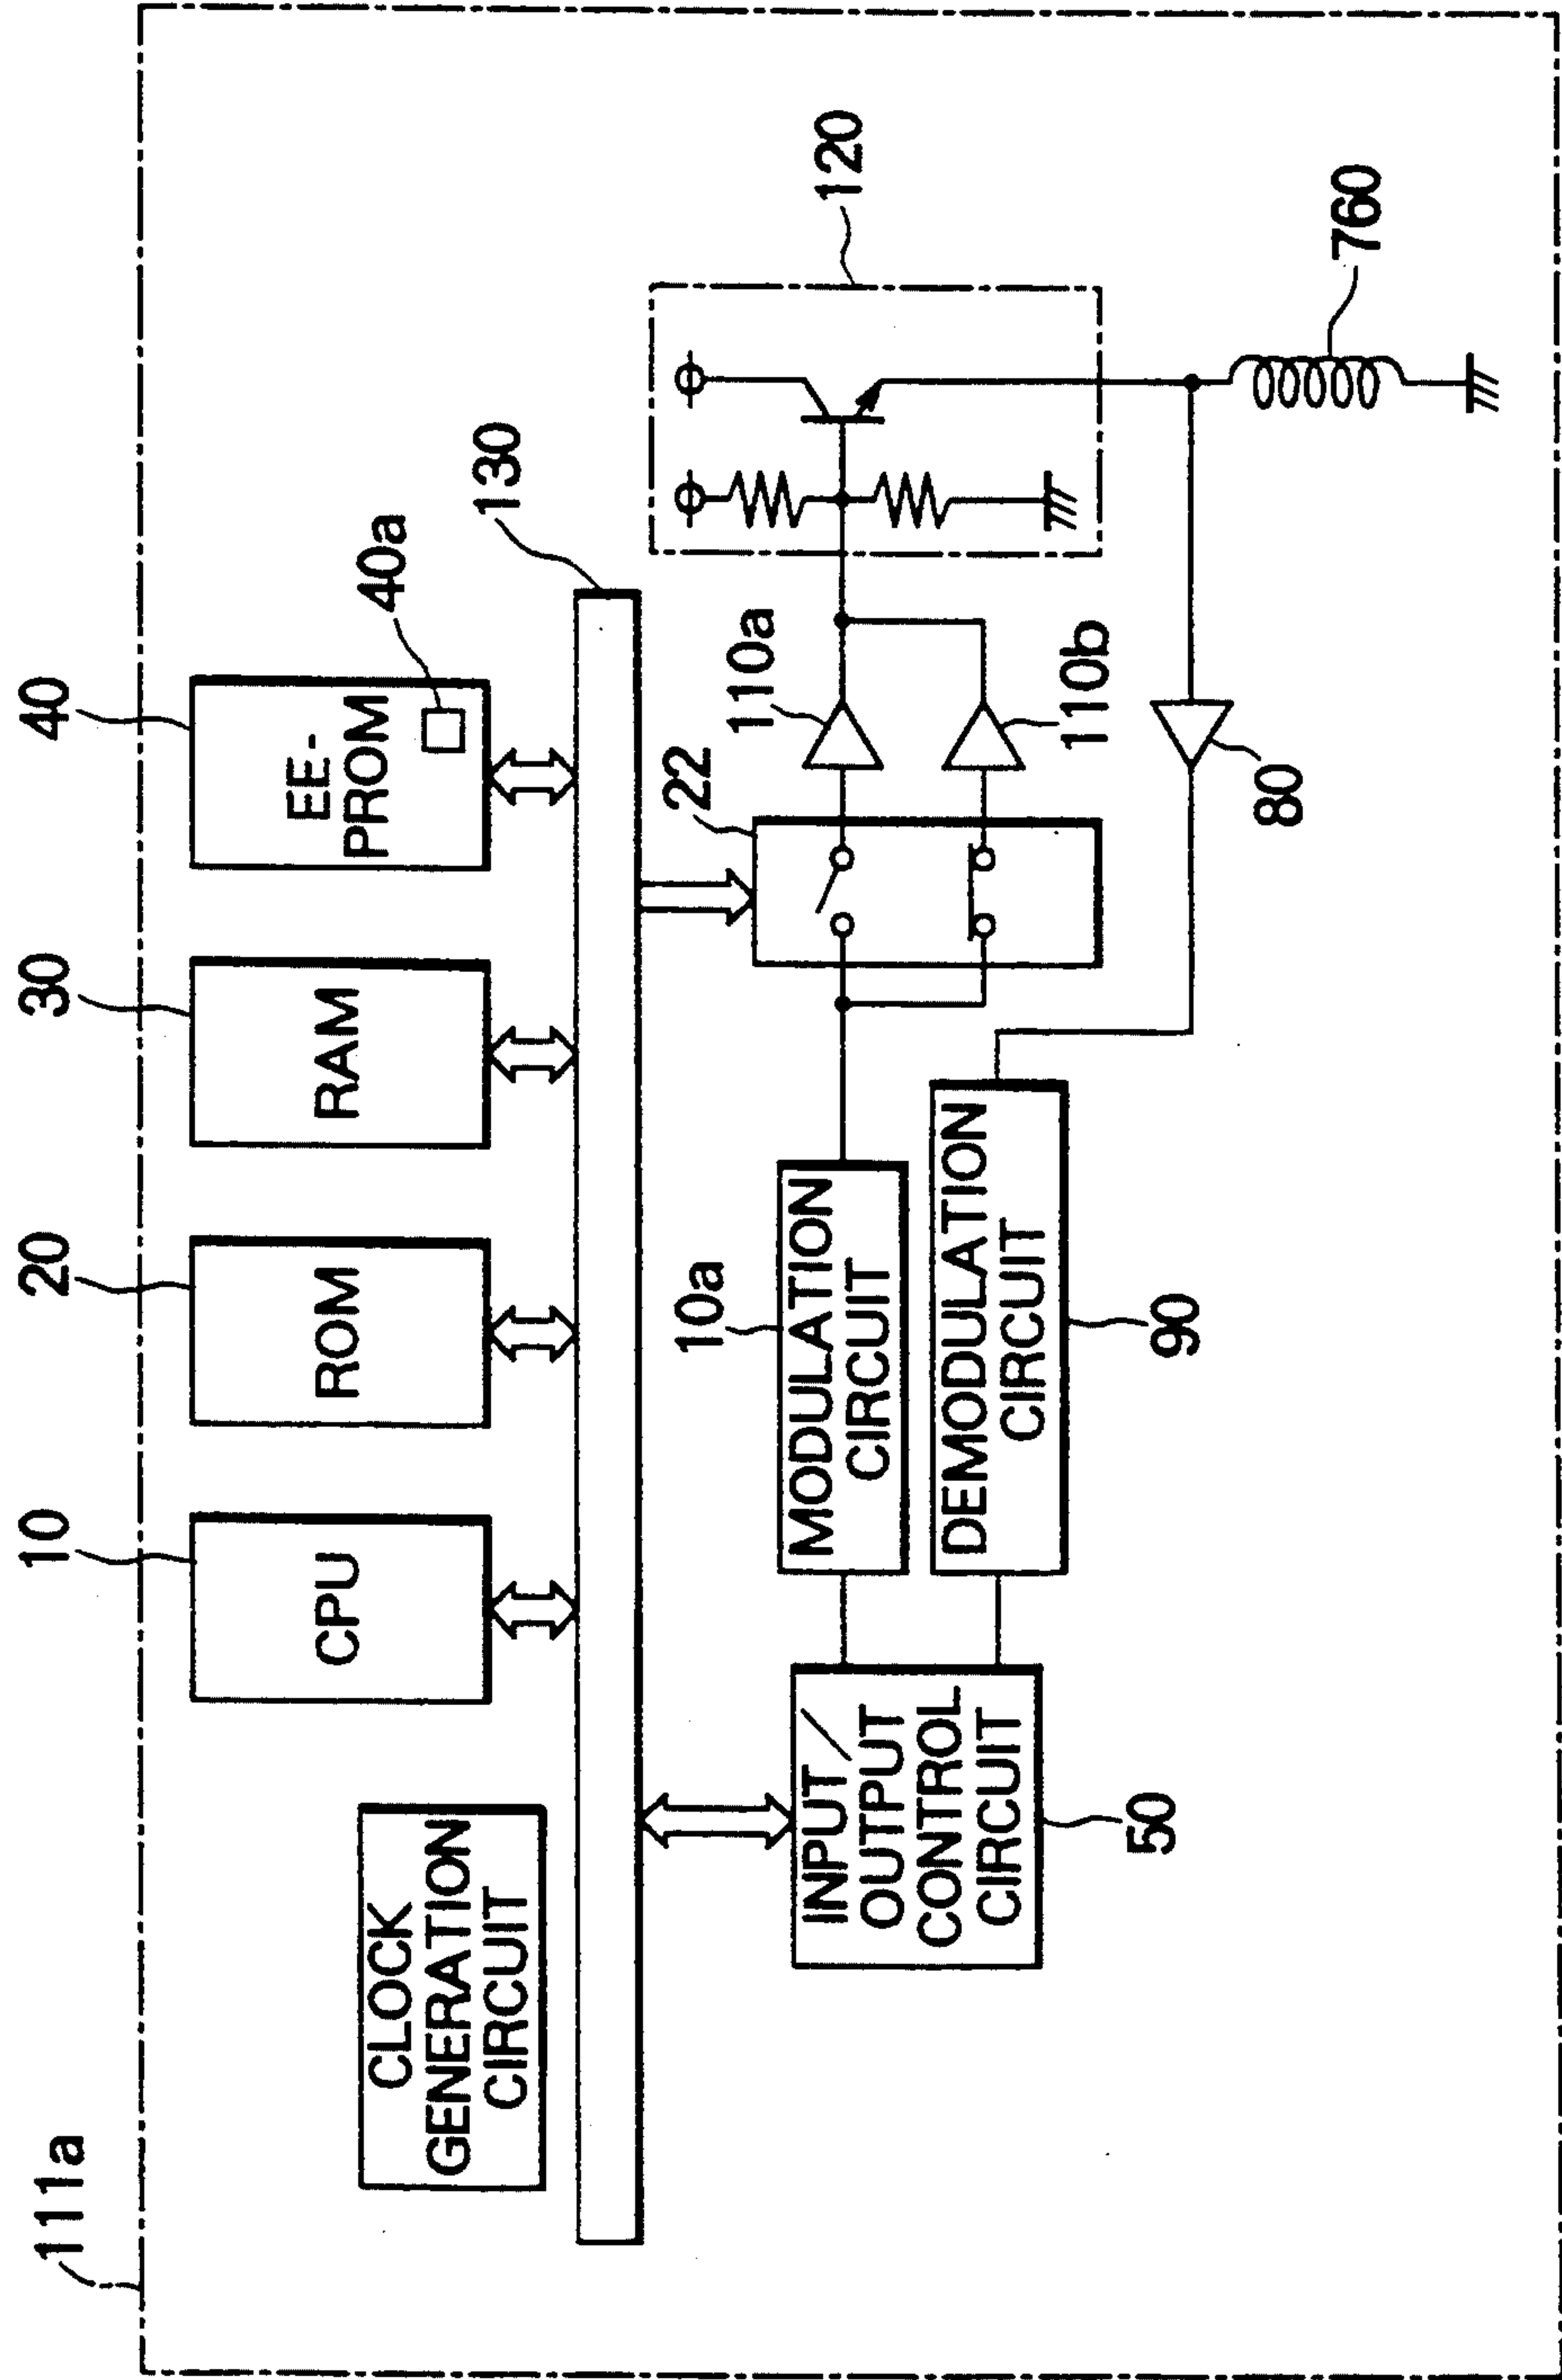 111a
10
20
30
40
CLOCK
GENERATION
CIRCUIT
CPU
ROM
RAM
EE-
PROM
40a
130
INPUT/
OUTPUT
CONTROL
CIRCUIT
50
10a
MODULATION
CIRCUIT
DEMODULATION
CIRCUIT
90
22
110a
110b
80
120
760